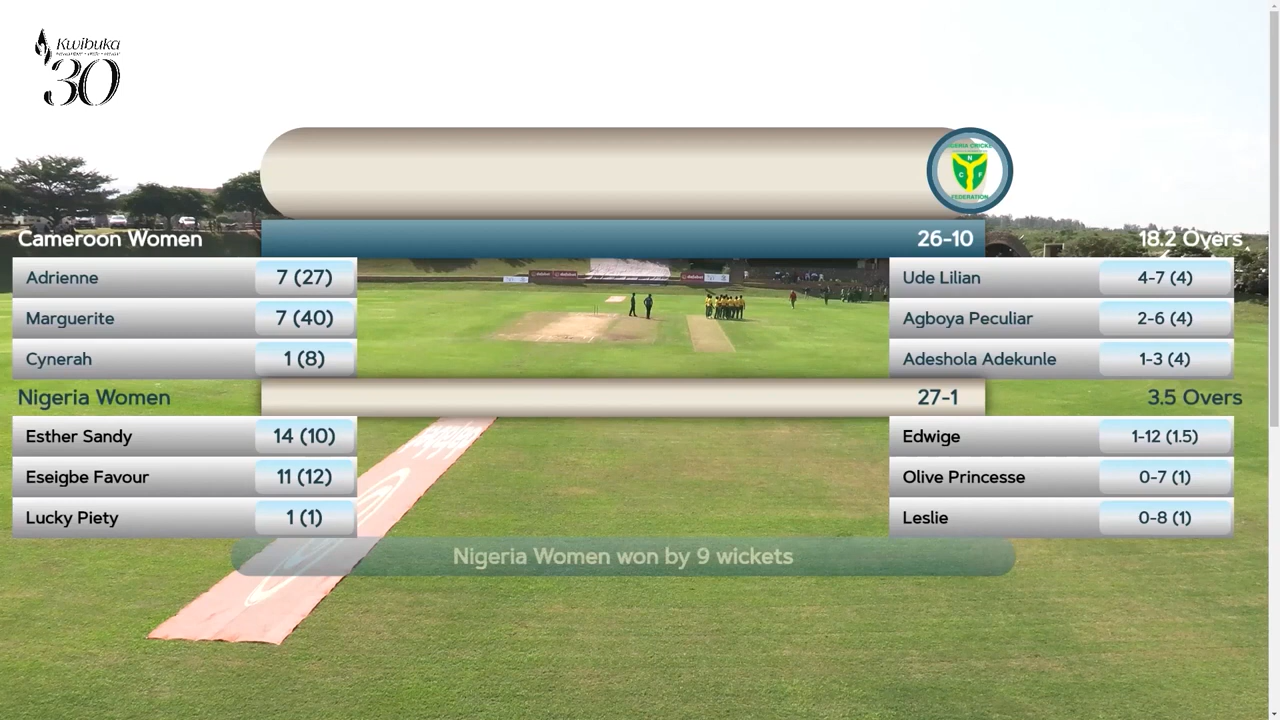 Kwibuka
30
NIGERIA CRICKET
N
C F
FEDERATION
Cameroon Women 26-10 18.2 Overs
Adrienne 7 (27) Ude Lilian 4-7 (4)
Marguerite 7 (40) Agboya Peculiar 2-6 (4)
Cynerah 1 (8) Adeshola Adekunle 1-3 (4)
Nigeria Women 27-1 3.5 Overs
Esther Sandy 14 (10) Edwige 1-12 (1.5)
Eseigbe Favour 11 (12) Olive Princesse 0-7 (1)
Lucky Piety 1 (1) Leslie 0-8 (1)
Nigeria Women won by 9 wickets